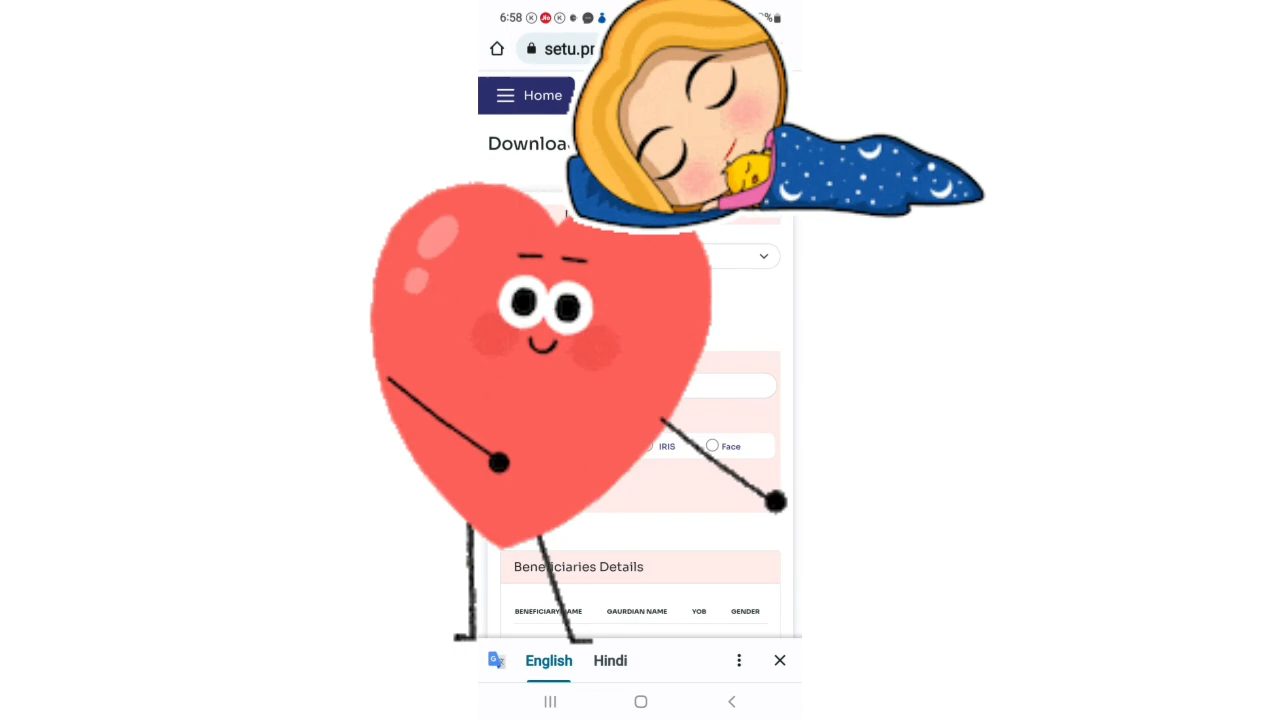 6:58
setu.pr
Home
Downloa
IRIS Face
Beneficiaries Details
BENEFICIARY NAME GAURDIAN NAME YOB GENDER
English Hindi